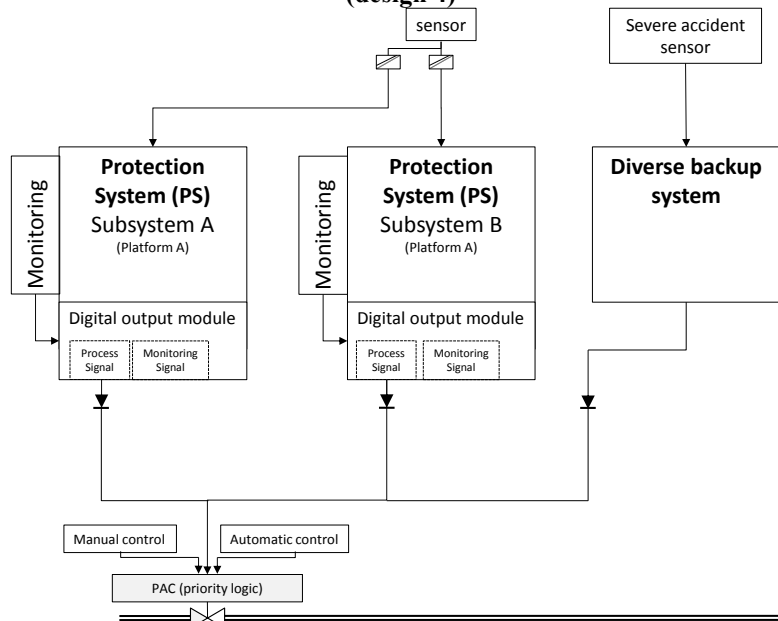 (design 4)
sensor
Severe accident
sensor
Monitoring
Protection
System (PS)
Subsystem A
(Platform A)
Digital output module
Process
Signal
Monitoring
Signal
Monitoring
Protection
System (PS)
Subsystem B
(Platform A)
Digital output module
Process
Signal
Monitoring
Signal
Diverse backup
system
Manual control
Automatic control
PAC (priority logic)